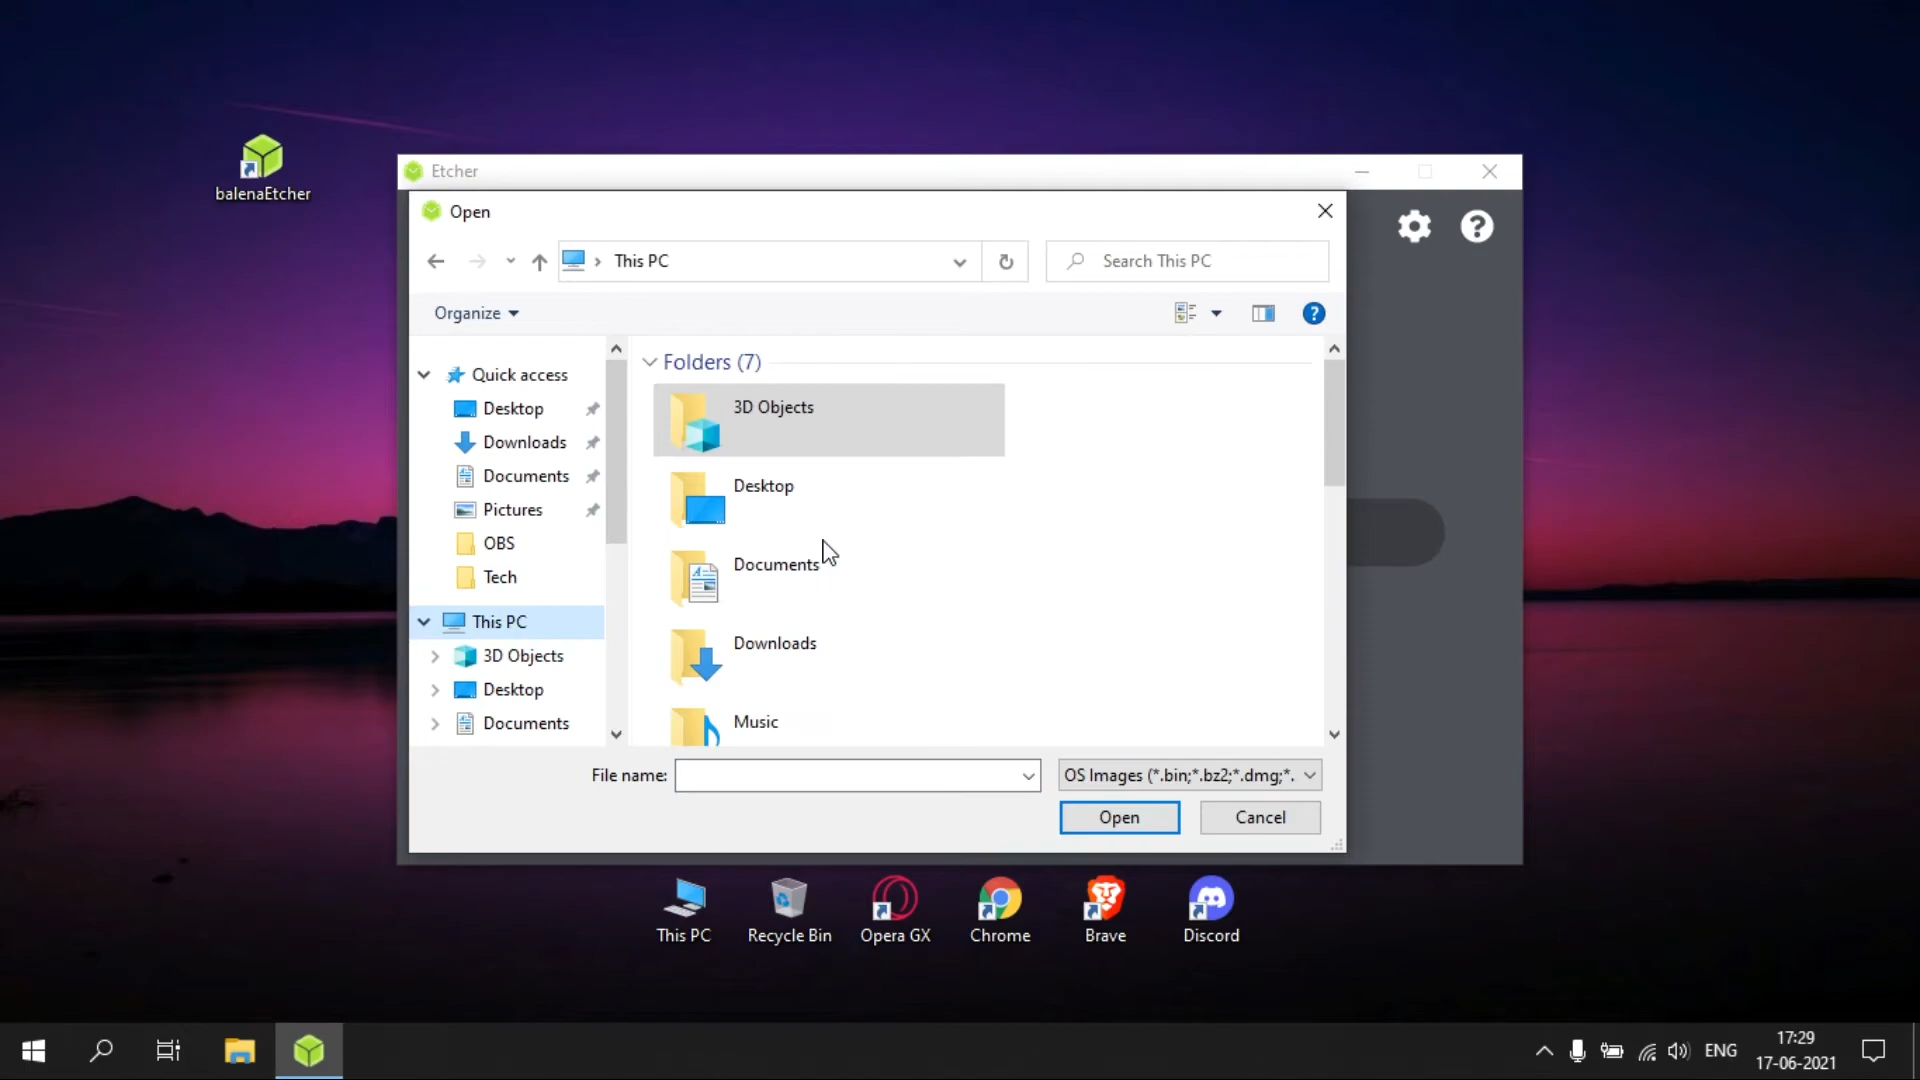 balenaEtcher
Etcher
Open
This PC
Search This PC
Organize
Quick access
Desktop
Downloads
Documents
Pictures
OBS
Tech
This PC
3D Objects
Desktop
Documents
Folders (7)
3D Objects
Desktop
Documents
Downloads
Music
File name:
OS Images (*.bin;*.bz2;*.dmg;*.
Open
Cancel
This PC
Recycle Bin
Opera GX
Chrome
Brave
Discord
ENG
17:29
17-06-2021